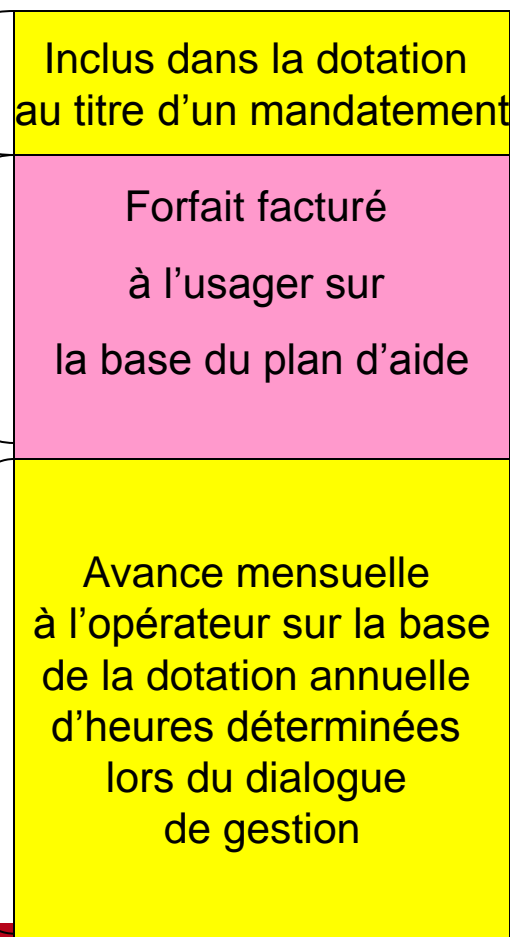 Inclus dans la dotation
au titre d’un mandatement
Forfait facturé
à l’usager sur
la base du plan d’aide
Avance mensuelle
à l’opérateur sur la base
de la dotation annuelle
d’heures déterminées
lors du dialogue
de gestion